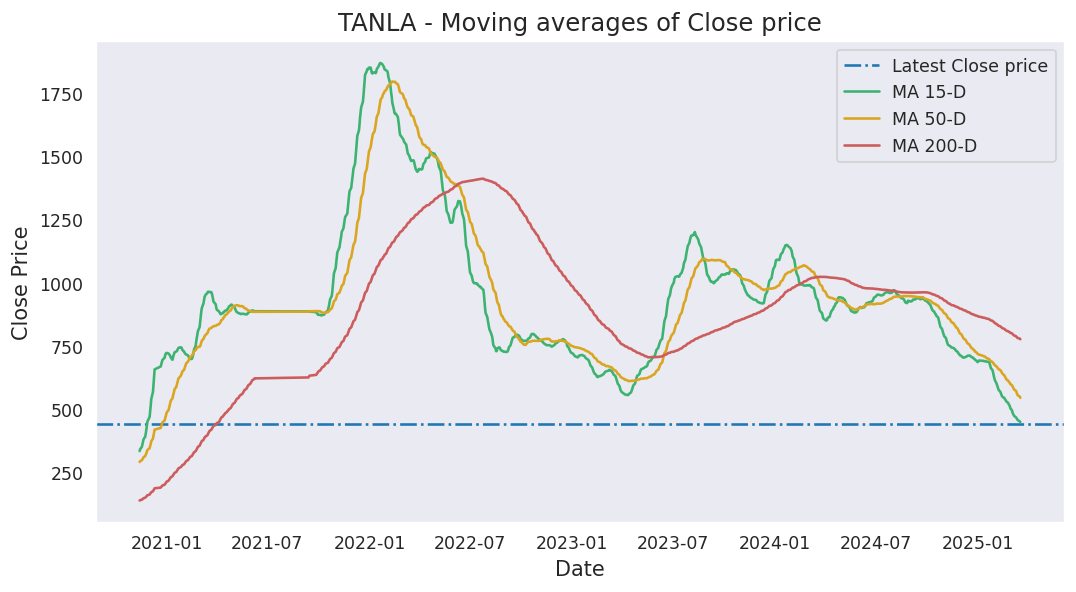 TANLA - Moving averages of Close price
Latest Close price
MA 15-D
MA 50-D
MA 200-D
Close Price
1750
1500
1250
1000
750
500
250
2021-01 2021-07 2022-01 2022-07 2023-01 2023-07 2024-01 2024-07 2025-01
Date